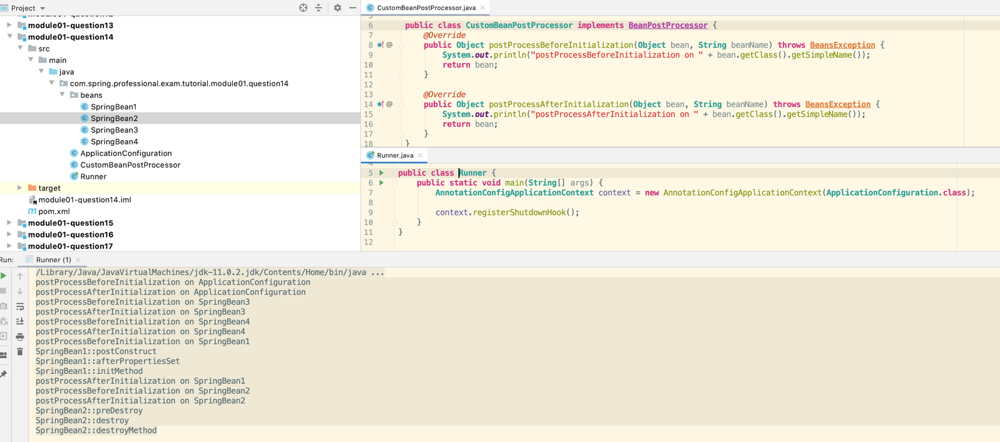 Project
module01-question12
module01-question13
module01-question14
src
main
java
com.spring.professional.exam.tutorial.module01.question14
beans
SpringBean1
SpringBean2
SpringBean3
SpringBean4
ApplicationConfiguration
CustomBeanPostProcessor
Runner
target
module01-question14.iml
pom.xml
module01-question15
module01-question16
module01-question17
CustomBeanPostProcessor.java
5
6 public class CustomBeanPostProcessor implements BeanPostProcessor {
7 @Override
8 @ public Object postProcessBeforeInitialization(Object bean, String beanName) throws BeansException {
9 System.out.println("postProcessBeforeInitialization on " + bean.getClass().getSimpleName());
10 return bean;
11 }
12
13 @Override
14 @ public Object postProcessAfterInitialization(Object bean, String beanName) throws BeansException {
15 System.out.println("postProcessAfterInitialization on " + bean.getClass().getSimpleName());
16 return bean;
17 }
18 }
Runner.java
4
5 public class Runner {
6 public static void main(String[] args) {
7 AnnotationConfigApplicationContext context = new AnnotationConfigApplicationContext(ApplicationConfiguration.class);
8
9 context.registerShutdownHook();
10 }
11 }
12
Run: Runner (1)
/Library/Java/JavaVirtualMachines/jdk-11.0.2.jdk/Contents/Home/bin/java ...
postProcessBeforeInitialization on ApplicationConfiguration
postProcessAfterInitialization on ApplicationConfiguration
postProcessBeforeInitialization on SpringBean3
postProcessAfterInitialization on SpringBean3
postProcessBeforeInitialization on SpringBean4
postProcessAfterInitialization on SpringBean4
postProcessBeforeInitialization on SpringBean1
SpringBean1::postConstruct
SpringBean1::afterPropertiesSet
SpringBean1::initMethod
postProcessAfterInitialization on SpringBean1
postProcessBeforeInitialization on SpringBean2
postProcessAfterInitialization on SpringBean2
SpringBean2::preDestroy
SpringBean2::destroy
SpringBean2::destroyMethod